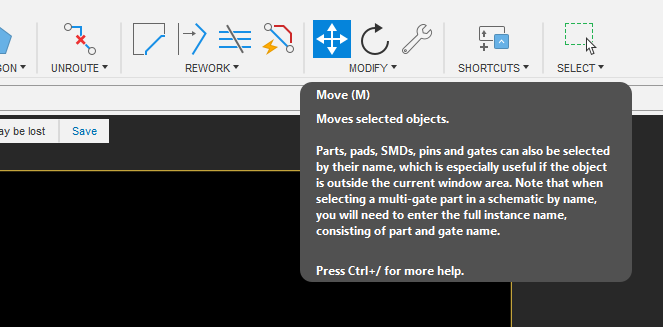 GON ▾ UNROUTE ▾ REWORK ▾ MODIFY ▾ SHORTCUTS ▾ SELECT ▾
Move (M)
Moves selected objects.
ay be lost Save
Parts, pads, SMDs, pins and gates can also be selected
by their name, which is especially useful if the object
is outside the current window area. Note that when
selecting a multi-gate part in a schematic by name,
you will need to enter the full instance name,
consisting of part and gate name.
Press Ctrl+/ for more help.